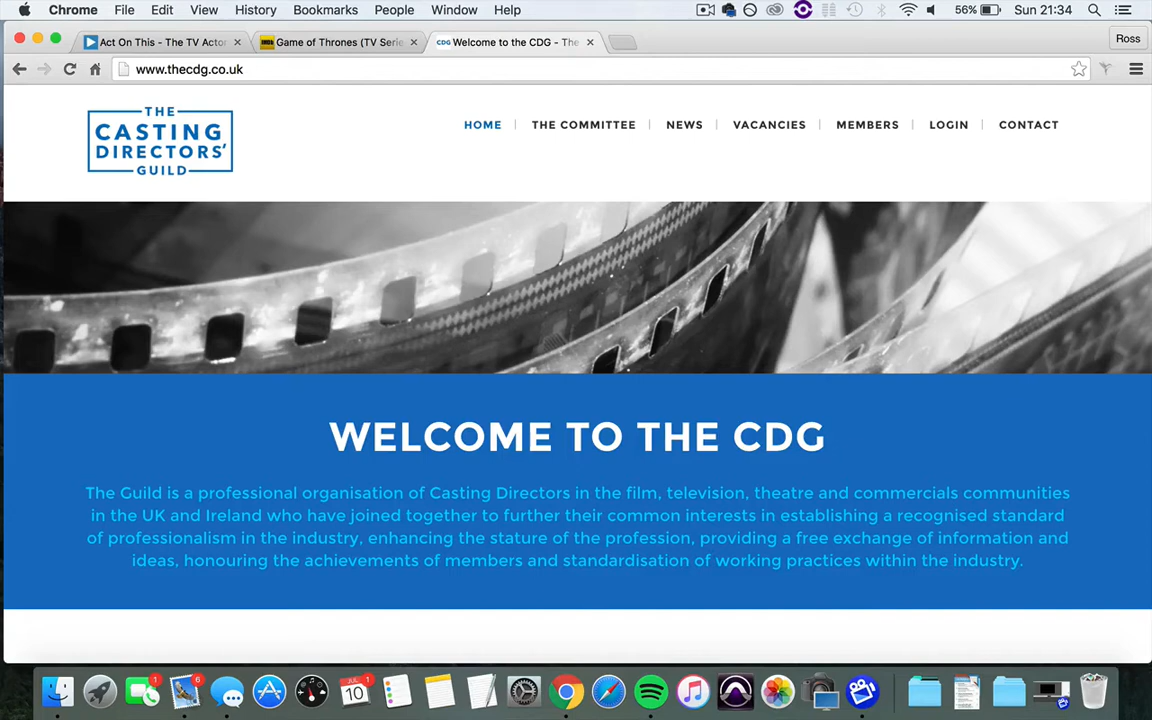 Chrome File Edit View History Bookmarks People Window Help 56% Sun 21:34
Act On This - The TV Actor Game of Thrones (TV Serie CDG Welcome to the CDG - The Ross
www.thecdg.co.uk
THE
CASTING
DIRECTORS'
GUILD
HOME THE COMMITTEE NEWS VACANCIES MEMBERS LOGIN CONTACT
WELCOME TO THE CDG
The Guild is a professional organisation of Casting Directors in the film, television, theatre and commercials communities
in the UK and Ireland who have joined together to further their common interests in establishing a recognised standard
of professionalism in the industry, enhancing the stature of the profession, providing a free exchange of information and
ideas, honouring the achievements of members and standardisation of working practices within the industry.
1 6 JUL 10 1